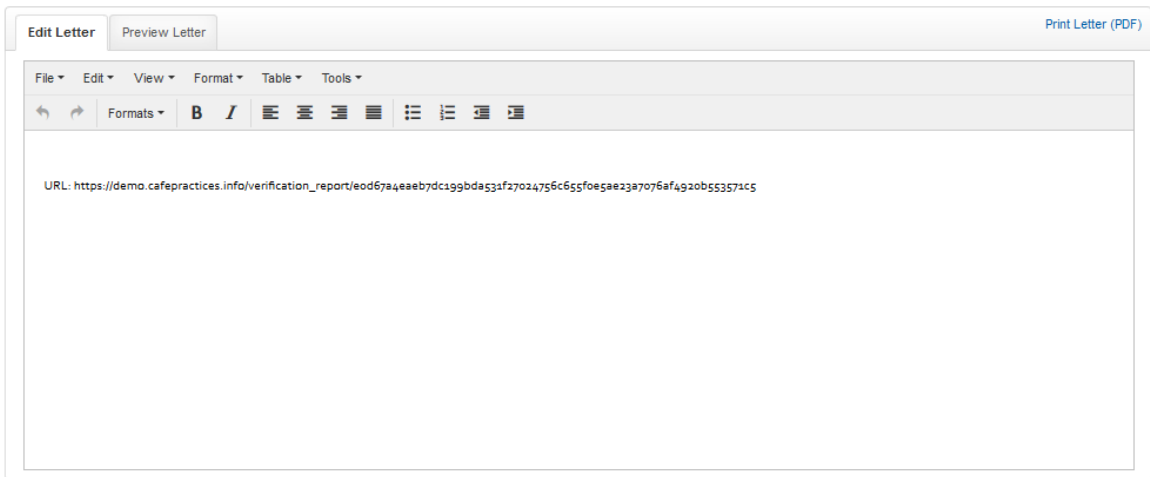 Edit Letter Preview Letter Print Letter (PDF)
File Edit View Format Table Tools
Formats B I
URL: https://demo.cafepractices.info/verification_report/e0d67a4eaeb7dc199bda531f27024756c655f0e5ae23a7076af4920b553571c5